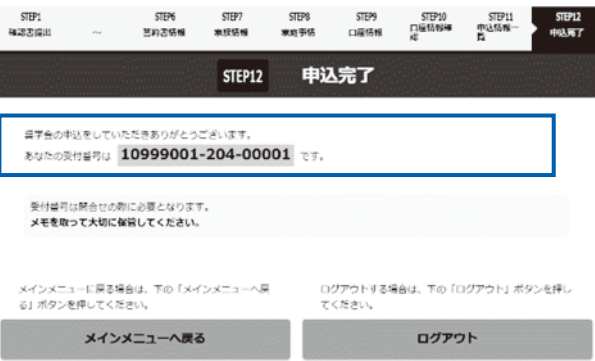 STEP1 STEP6 STEP7 STEP8 STEP9 STEP10 STEP11 STEP12
確認書提出 ～ 誓約書情報 家族情報 家庭事情 口座情報 口座情報確認 申込情報一覧 申込完了
STEP12 申込完了
奨学金の申込をしていただきありがとうございます。
あなたの受付番号は 10999001-204-00001 です。
受付番号は問合せの際に必要となります。
メモを取って大切に保管してください。
メインメニューに戻る場合は、下の「メインメニューへ戻
る」ボタンを押してください。
ログアウトする場合は、下の「ログアウト」ボタンを押し
てください。
メインメニューへ戻る
ログアウト